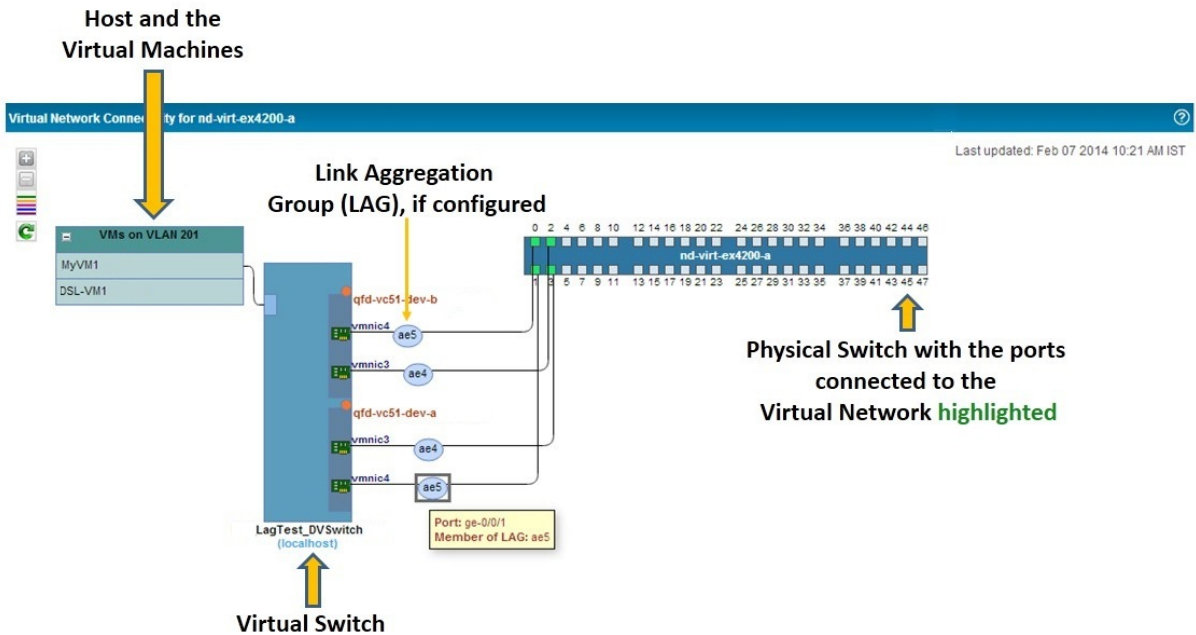 Host and the
Virtual Machines
Virtual Network Connec ity for nd-virt-ex4200-a
?
Last updated: Feb 07 2014 10:21 AM IST
Link Aggregation
Group (LAG), if configured
VMs on VLAN 201
MyVM1
DSL-VM1
0 2 4 6 8 10 12 14 16 18 20 22 24 26 28 30 32 34 36 38 40 42 44 46
nd-virt-ex4200-a
1 3 5 7 9 11 13 15 17 19 21 23 25 27 29 31 33 35 37 39 41 43 45 47
qfd-vc51-dev-b
vmnic4
ae5
vmnic3
ae4
qfd-vc51-dev-a
vmnic3
ae4
vmnic4
ae5
Physical Switch with the ports
connected to the
Virtual Network highlighted
LagTest_DVSwitch
(localhost)
Port: ge-0/0/1
Member of LAG: ae5
Virtual Switch